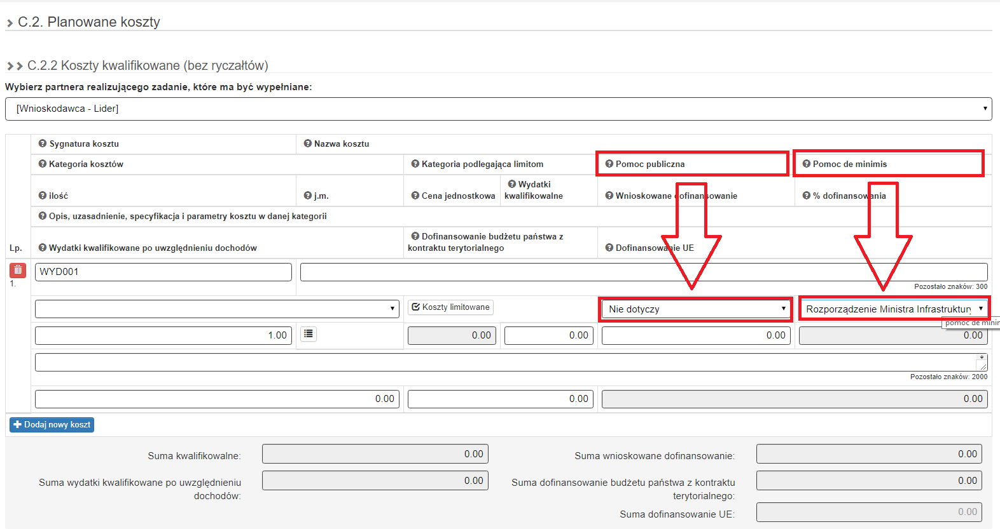 C.2. Planowane koszty
C.2.2 Koszty kwalifikowane (bez ryczałtów)
Wybierz partnera realizującego zadanie, które ma być wypełniane:
[Wnioskodawca - Lider]
Sygnatura kosztu
Nazwa kosztu
Kategoria kosztów
Kategoria podlegająca limitom
Pomoc publiczna
Pomoc de minimis
ilość
j.m.
Cena jednostkowa
Wydatki
kwalifikowalne
Wnioskowane dofinansowanie
% dofinansowania
Opis, uzasadnienie, specyfikacja i parametry kosztu w danej kategorii
Lp.
Wydatki kwalifikowane po uwzględnieniu dochodów
Dofinansowanie budżetu państwa z
kontraktu terytorialnego
Dofinansowanie UE
1.
WYD001
Pozostało znaków: 300
Koszty limitowane
Nie dotyczy
Rozporządzenie Ministra Infrastruktury
pomoc de minin
1.00
0.00
0.00
0.00
0.00
Pozostało znaków: 2000
0.00
0.00
0.00
Dodaj nowy koszt
Suma kwalifikowalne:
0.00
Suma wnioskowane dofinansowanie:
0.00
Suma wydatki kwalifikowane po uwzględnieniu
dochodów:
0.00
Suma dofinansowanie budżetu państwa z kontraktu
terytorialnego:
0.00
Suma dofinansowanie UE:
0.00